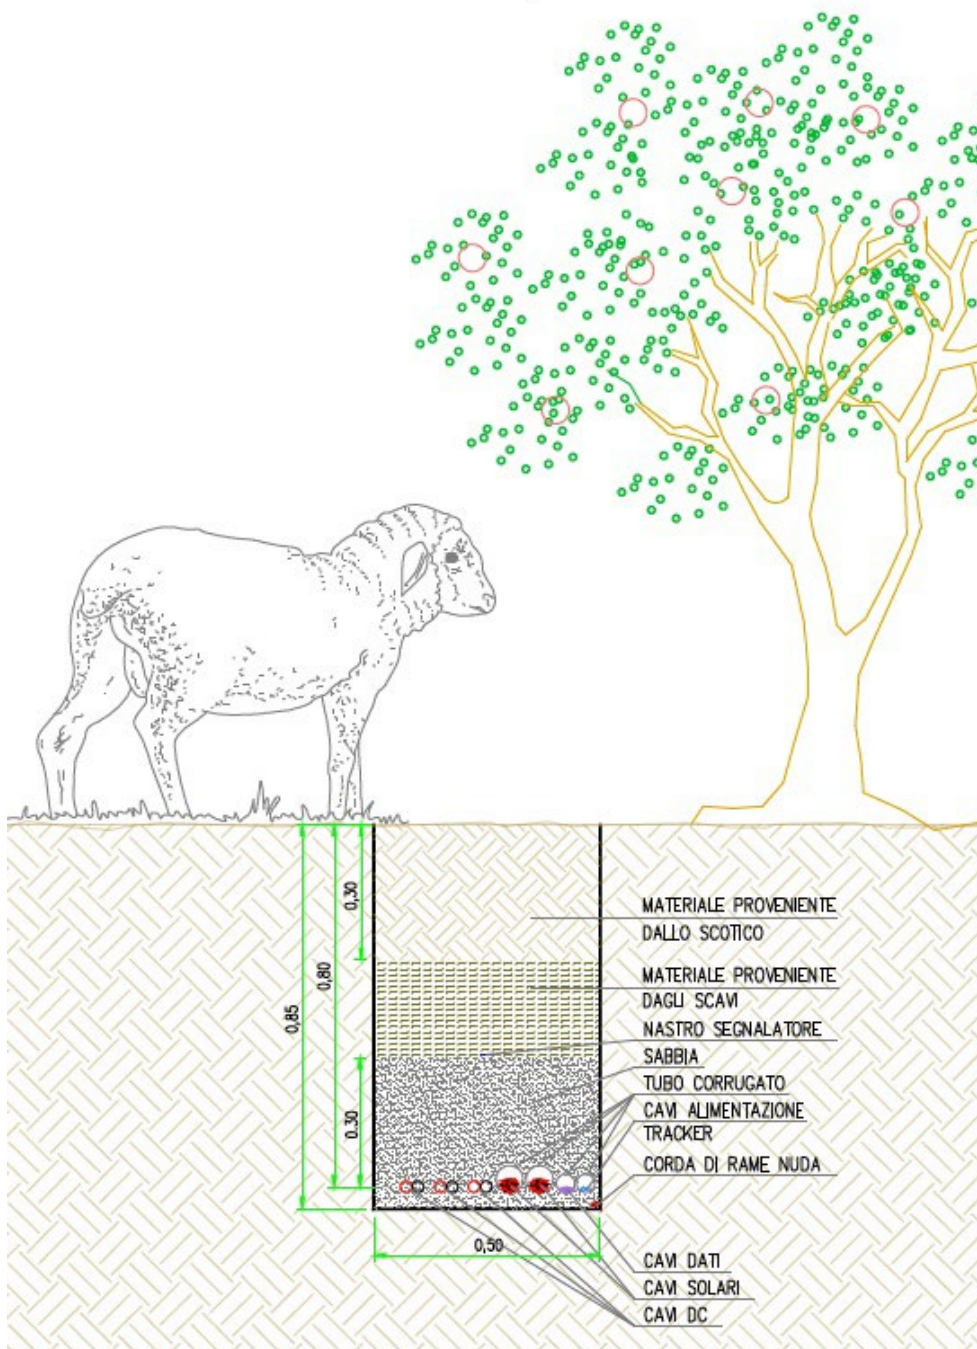 MATERIALE PROVENIENTE
DALLO SCOTICO
MATERIALE PROVENIENTE
DAGLI SCAVI
NASTRO SEGNALATORE
SABBIA
TUBO CORRUGATO
CAVI ALIMENTAZIONE
TRACKER
CORDA DI RAME NUDA
0,30
0,80
0,85
0.30
0,50
CAVI DATI
CAVI SOLARI
CAVI DC